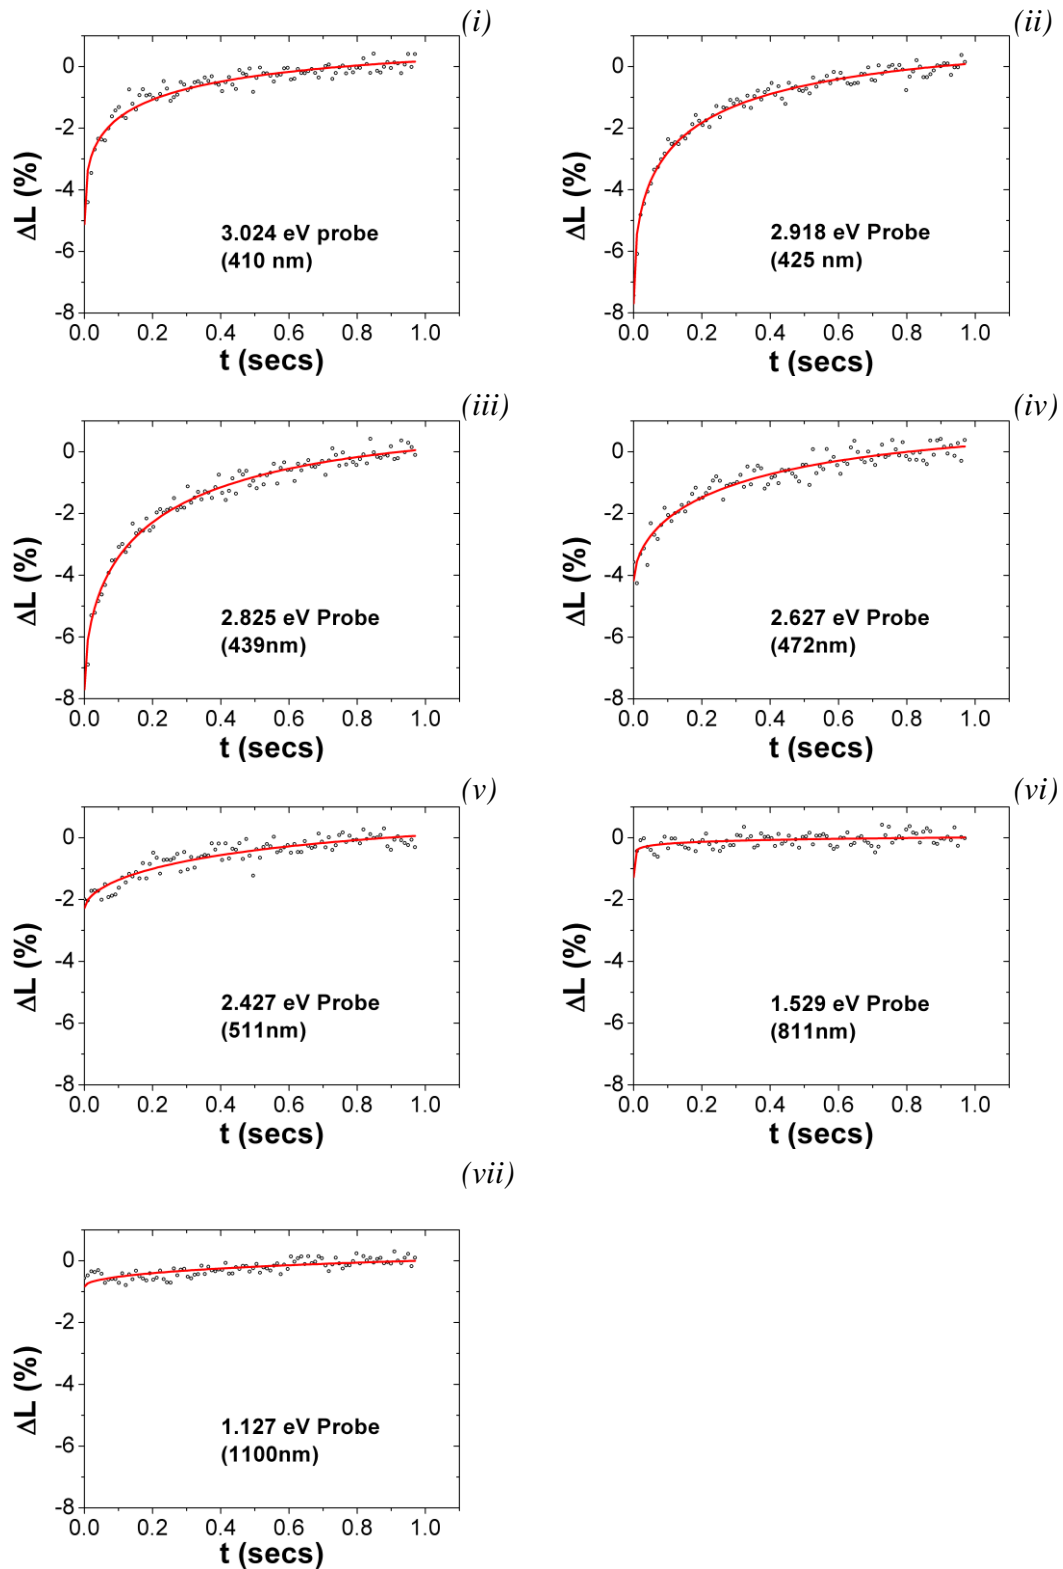 (i)
0
-2
-4
-6
-8
ΔL (%)
3.024 eV probe
(410 nm)
0.0 0.2 0.4 0.6 0.8 1.0
t (secs)
(ii)
0
-2
-4
-6
-8
ΔL (%)
2.918 eV Probe
(425 nm)
0.0 0.2 0.4 0.6 0.8 1.0
t (secs)
(iii)
0
-2
-4
-6
-8
ΔL (%)
2.825 eV Probe
(439nm)
0.0 0.2 0.4 0.6 0.8 1.0
t (secs)
(iv)
0
-2
-4
-6
-8
ΔL (%)
2.627 eV Probe
(472nm)
0.0 0.2 0.4 0.6 0.8 1.0
t (secs)
(v)
0
-2
-4
-6
-8
ΔL (%)
2.427 eV Probe
(511nm)
0.0 0.2 0.4 0.6 0.8 1.0
t (secs)
(vi)
0
-2
-4
-6
-8
ΔL (%)
1.529 eV Probe
(811nm)
0.0 0.2 0.4 0.6 0.8 1.0
t (secs)
(vii)
0
-2
-4
-6
-8
ΔL (%)
1.127 eV Probe
(1100nm)
0.0 0.2 0.4 0.6 0.8 1.0
t (secs)